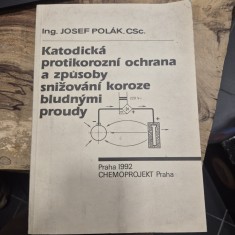 Ing. JOSEF POLÁK, CSc.
Katodická
protikorozní ochrana
a způsoby
snižování koroze
bludnými
proudy
Praha 1992
CHEMOPROJEKT Praha